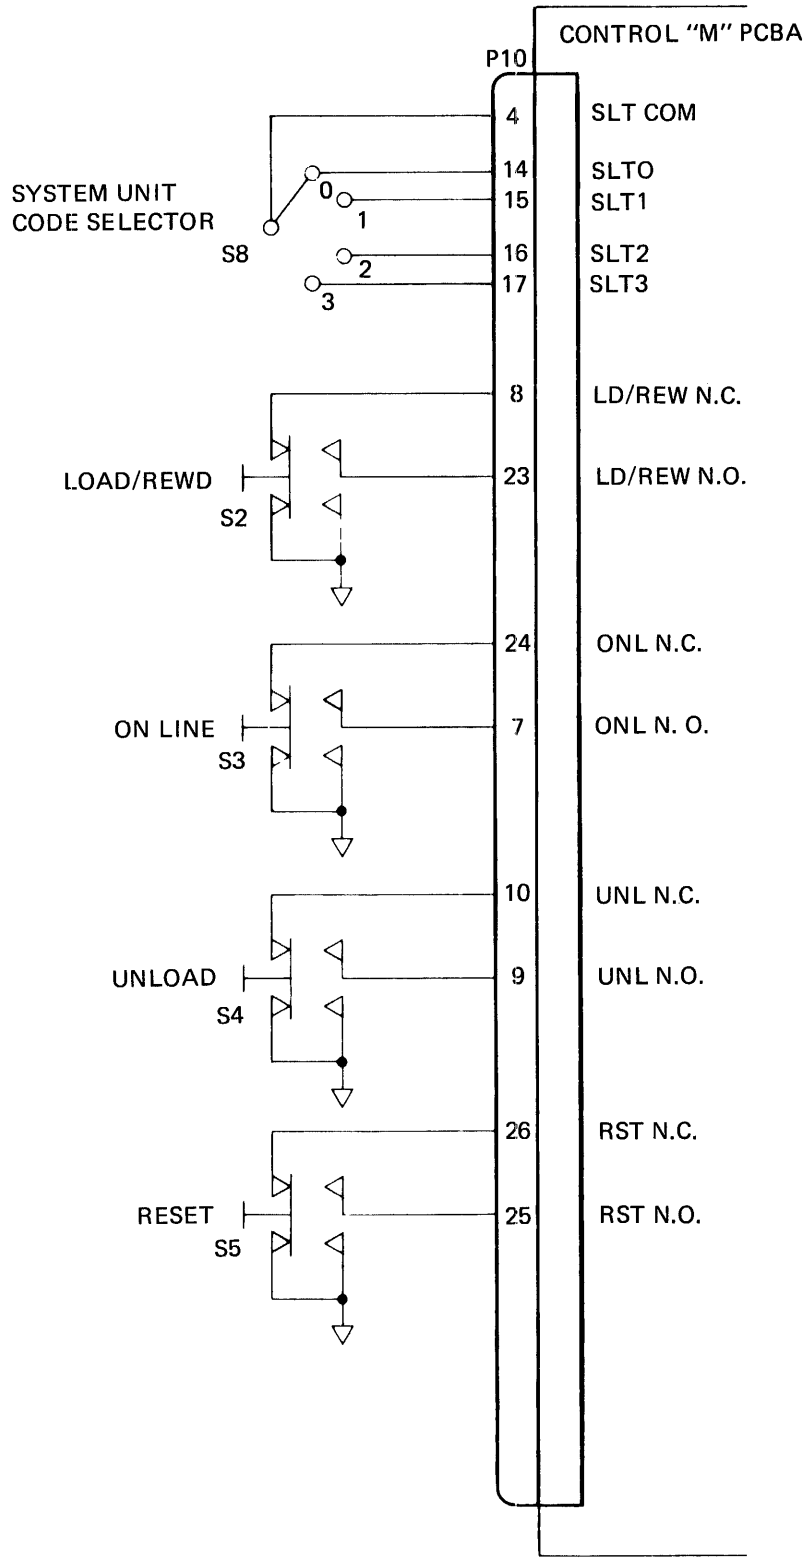 CONTROL “M” PCBA
P10
4 SLT COM
14 SLT0
SYSTEM UNIT
CODE SELECTOR
0
15 SLT1
1
S8
16 SLT2
2
17 SLT3
3
8 LD/REW N.C.
LOAD/REWD 23 LD/REW N.O.
S2
24 ONL N.C.
ON LINE 7 ONL N. O.
S3
10 UNL N.C.
UNLOAD 9 UNL N.O.
S4
26 RST N.C.
RESET 25 RST N.O.
S5